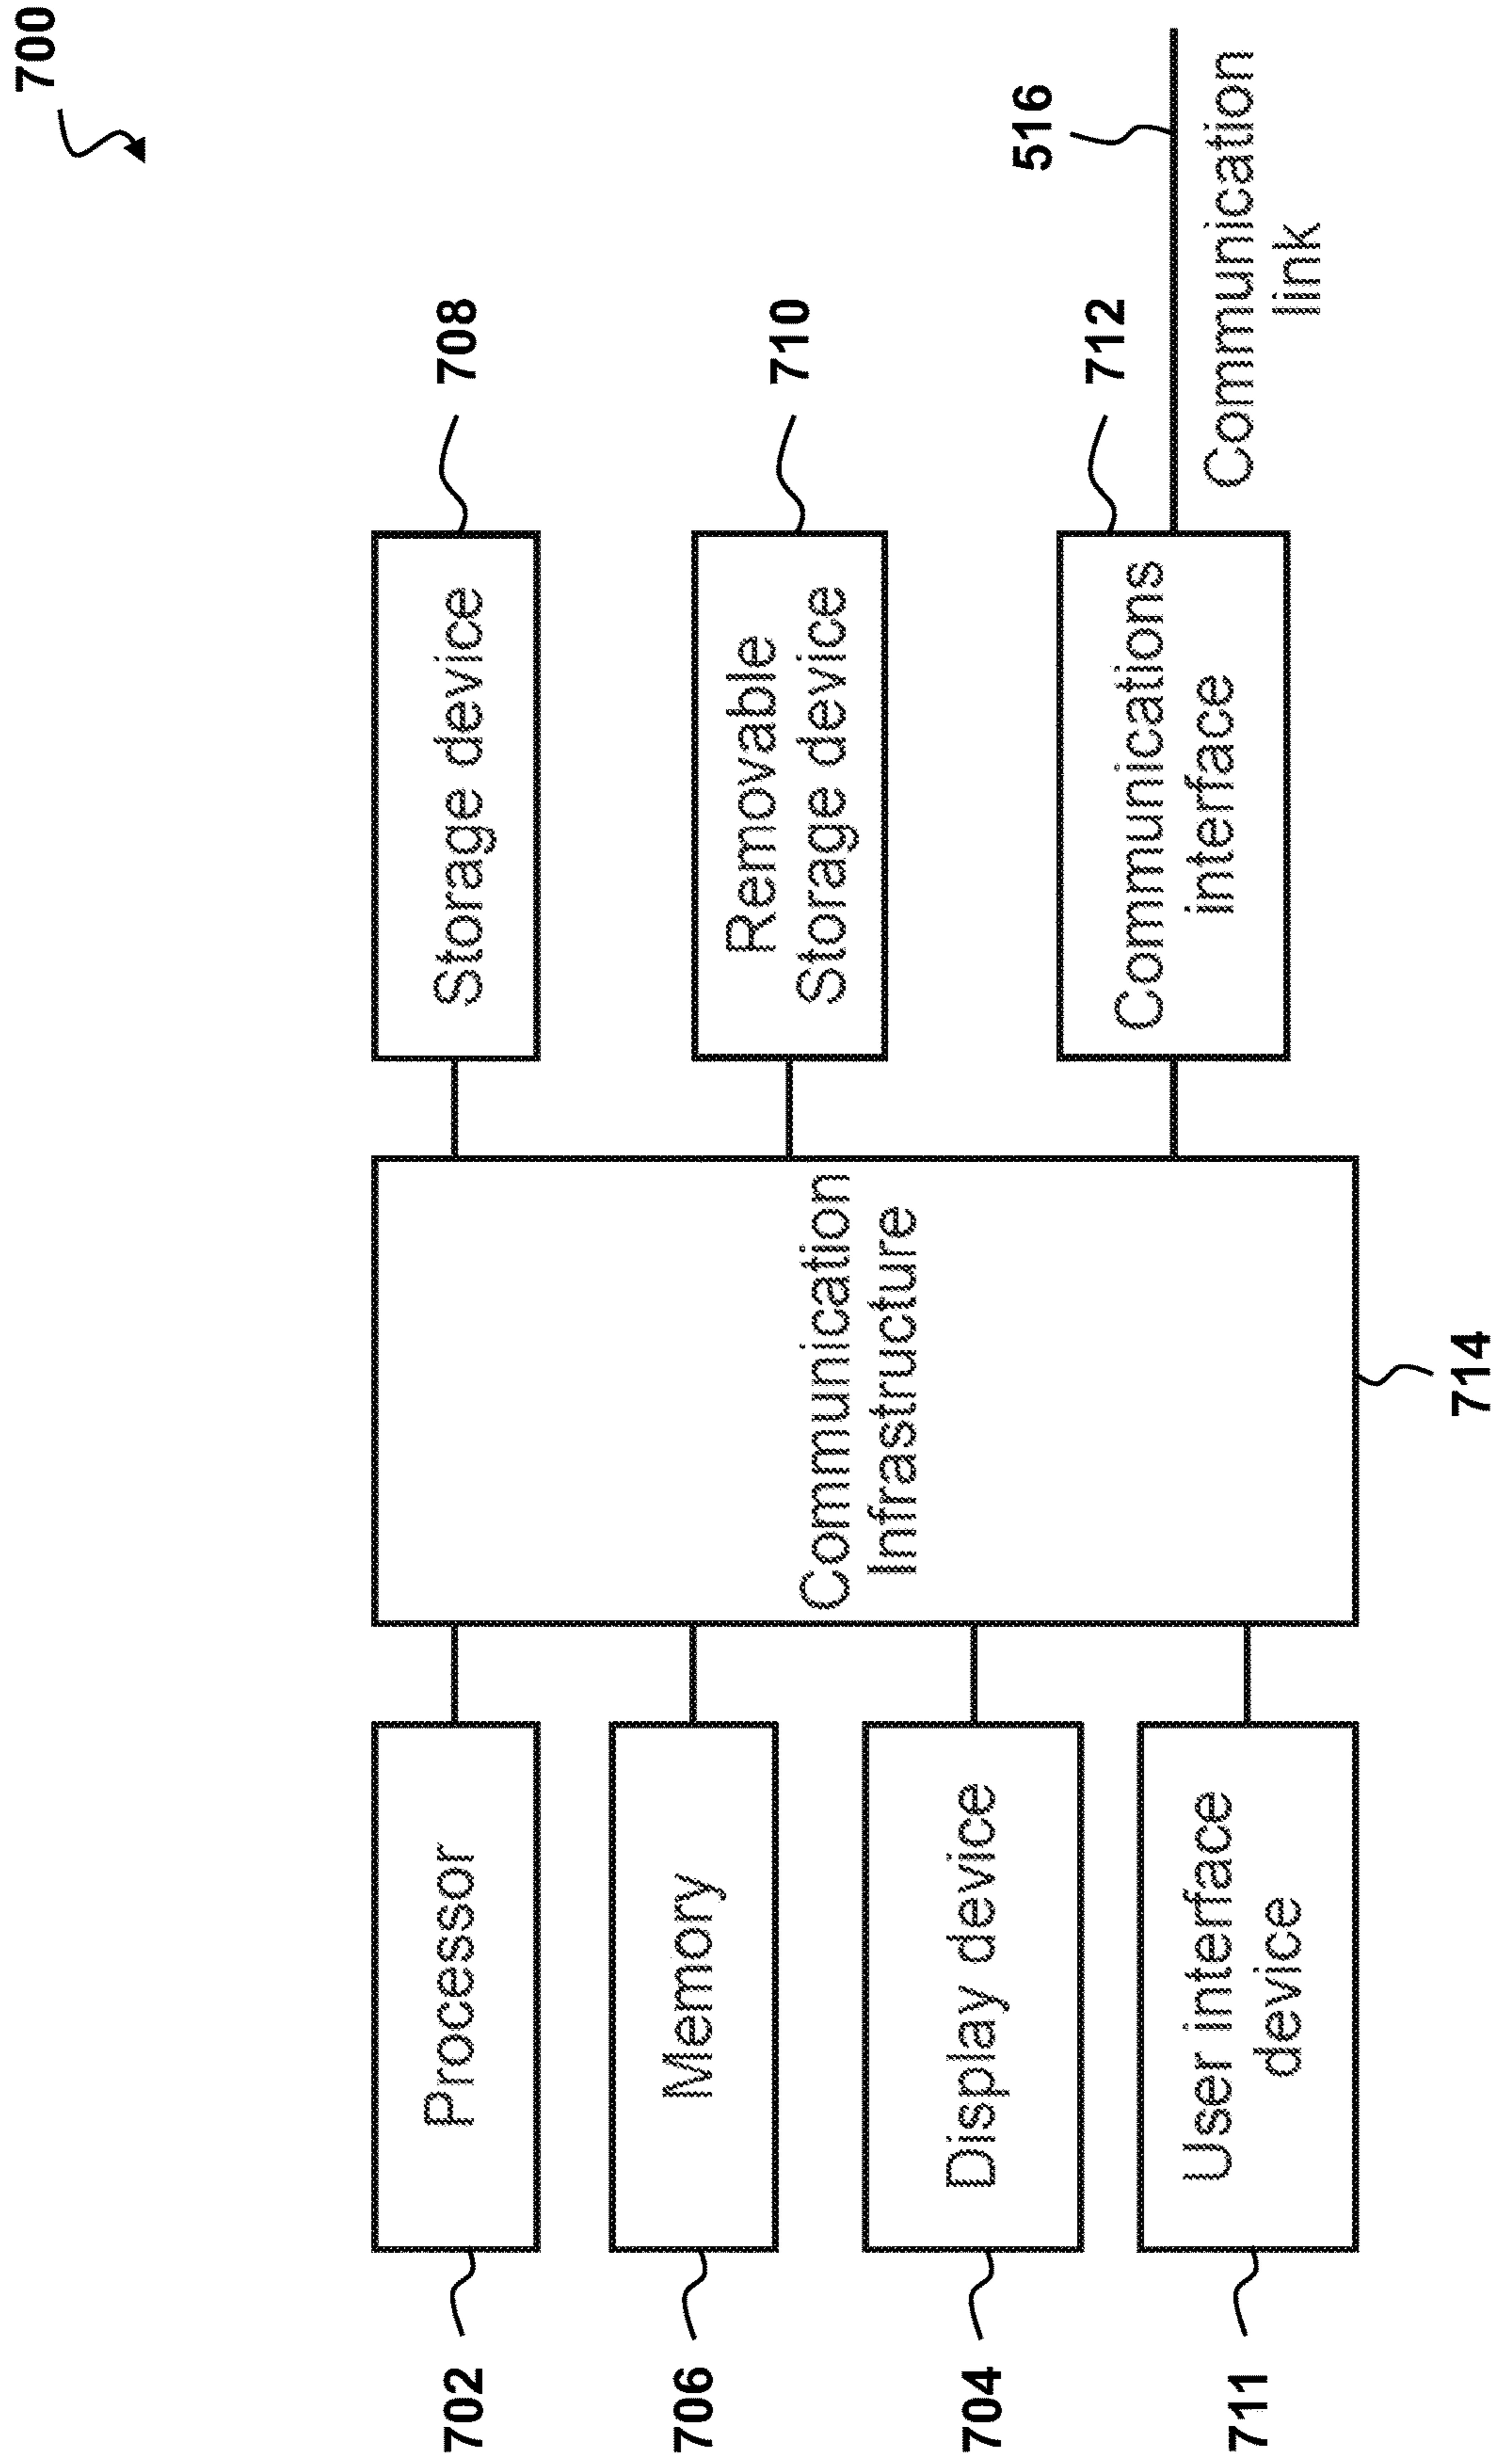 700
702
Processor
708
Storage device
706
Memory
710
Removable
Storage device
Communication
Infrastructure
704
Display device
712
Communications
interface
516
Communication
link
711
User interface
device
714